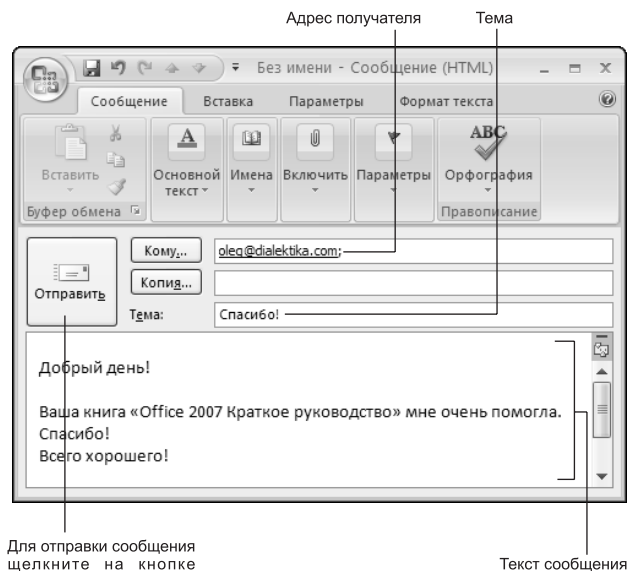 Адрес получателя Тема
Без имени - Сообщение (HTML)
Сообщение Вставка Параметры Формат текста
Вставить Основной текст Имена Включить Параметры ABC Орфография
Буфер обмена Правописание
Кому... oleg@dialektika.com;
Отправить Копия...
Тема: Спасибо!
Добрый день!
Ваша книга «Office 2007 Краткое руководство» мне очень помогла.
Спасибо!
Всего хорошего!
Для отправки сообщения
щелкните на кнопке Текст сообщения